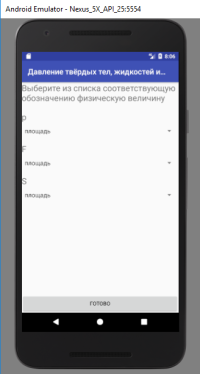 Android Emulator - Nexus_5X_API_25:5554
8:06
Давление твёрдых тел, жидкостей и…
Выберите из списка соответствующую
обозначению физическую величину
p
площадь
F
площадь
S
площадь
ГОТОВО